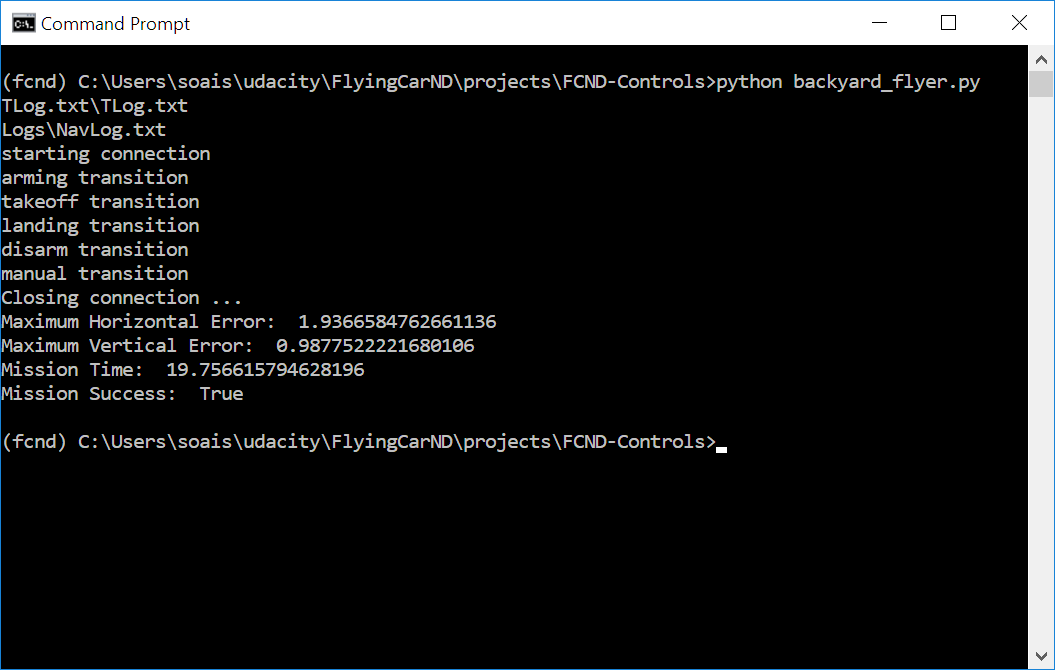 Command Prompt
(fcnd) C:\Users\soais\udacity\FlyingCarND\projects\FCND-Controls>python backyard_flyer.py
TLog.txt\TLog.txt
Logs\NavLog.txt
starting connection
arming transition
takeoff transition
landing transition
disarm transition
manual transition
Closing connection ...
Maximum Horizontal Error:  1.9366584762661136
Maximum Vertical Error:  0.9877522221680106
Mission Time:  19.756615794628196
Mission Success:  True
(fcnd) C:\Users\soais\udacity\FlyingCarND\projects\FCND-Controls>